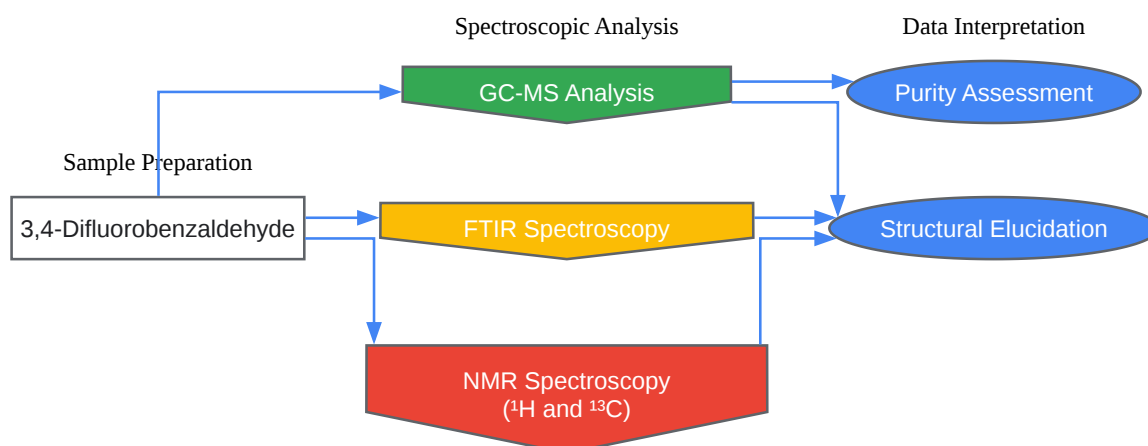 Spectroscopic Analysis
Data Interpretation
GC-MS Analysis
Purity Assessment
Sample Preparation
3,4-Difluorobenzaldehyde
FTIR Spectroscopy
Structural Elucidation
NMR Spectroscopy
(¹H and ¹³C)